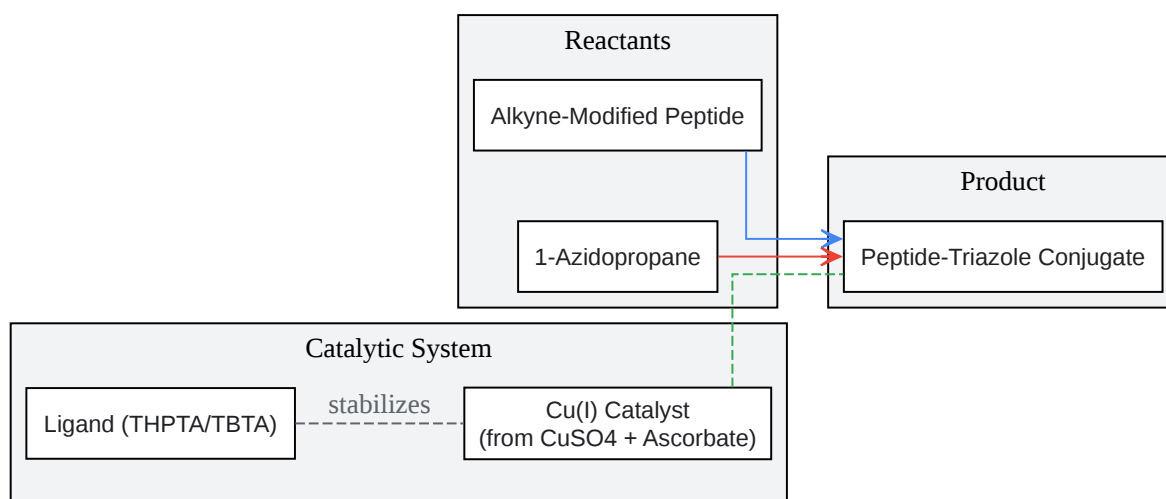 Reactants
Alkyne-Modified Peptide
Product
1-Azidopropane
Peptide-Triazole Conjugate
Catalytic System
Ligand (THPTA/TBTA)
stabilizes
Cu(I) Catalyst
(from CuSO4 + Ascorbate)